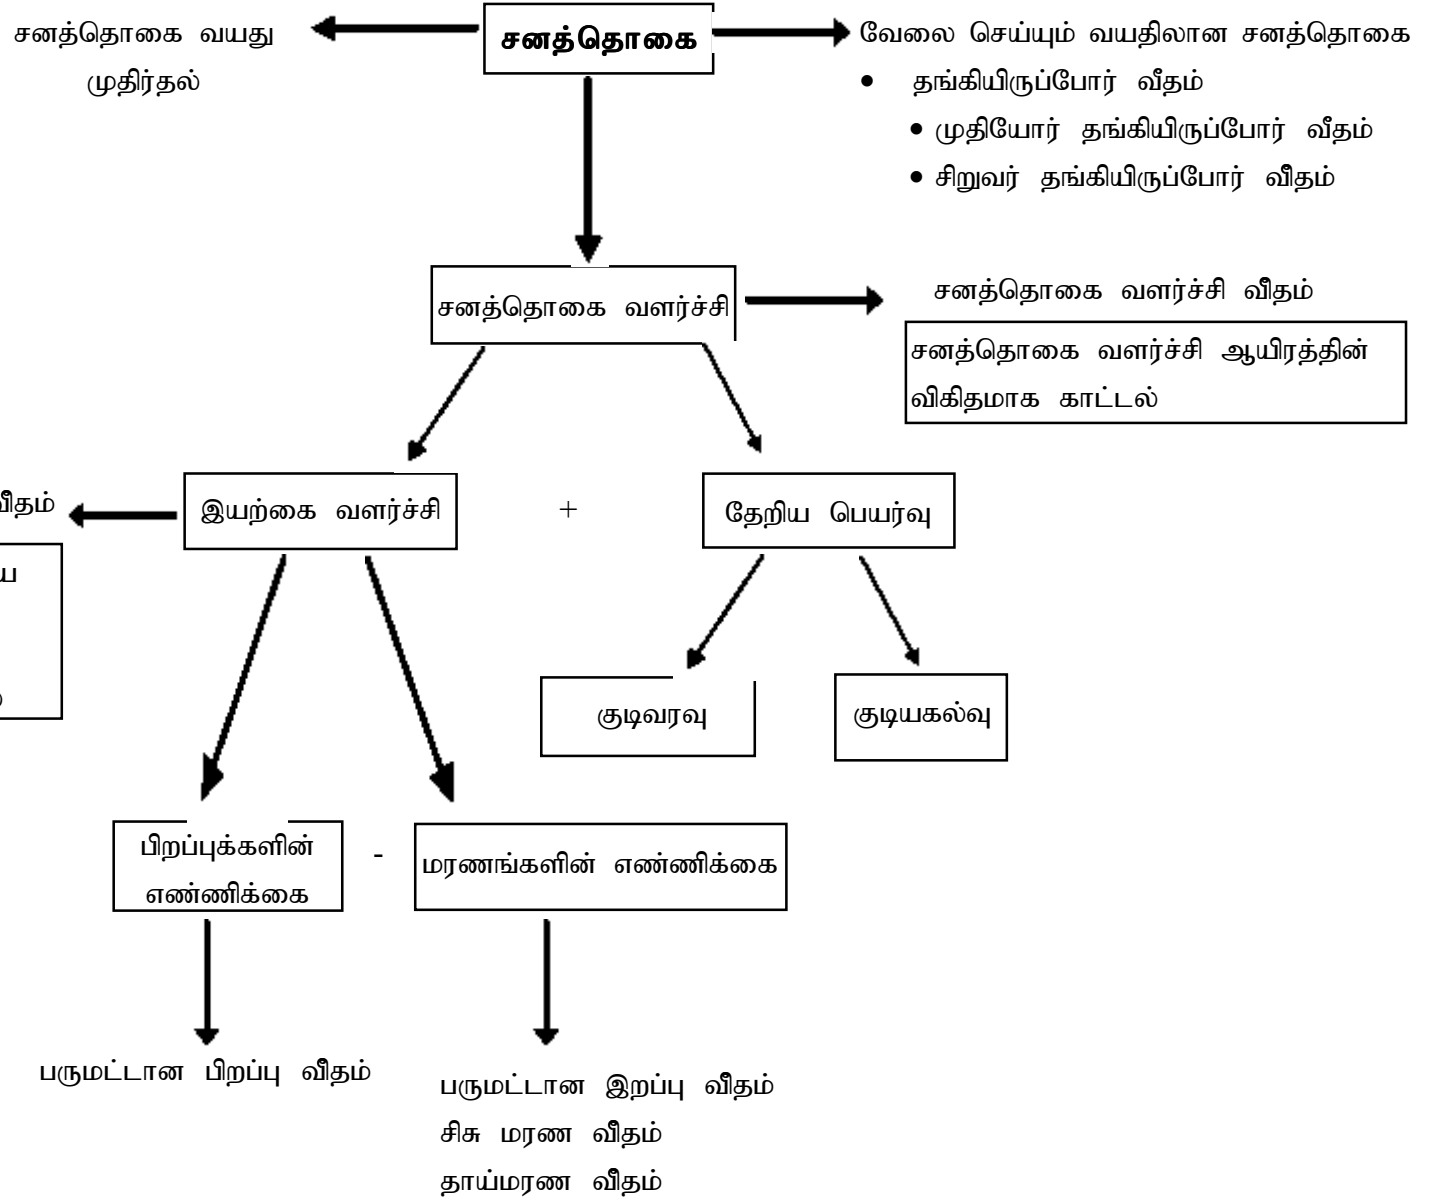 சனத்தொகை வயது
முதிர்தல்
சனத்தொகை
வேலை செய்யும் வயதிலான சனத்தொகை
• தங்கியிருப்போர் வீதம்
• முதியோர் தங்கியிருப்போர் வீதம்
• சிறுவர் தங்கியிருப்போர் வீதம்
சனத்தொகை வளர்ச்சி
சனத்தொகை வளர்ச்சி வீதம்
சனத்தொகை வளர்ச்சி ஆயிரத்தின்
விகிதமாக காட்டல்
வீதம்
இயற்கை வளர்ச்சி
+
தேறிய பெயர்வு
குடிவரவு
குடியகல்வு
பிறப்புக்களின்
எண்ணிக்கை
-
மரணங்களின் எண்ணிக்கை
பருமட்டான பிறப்பு வீதம்
பருமட்டான இறப்பு வீதம்
சிசு மரண வீதம்
தாய்மரண வீதம்